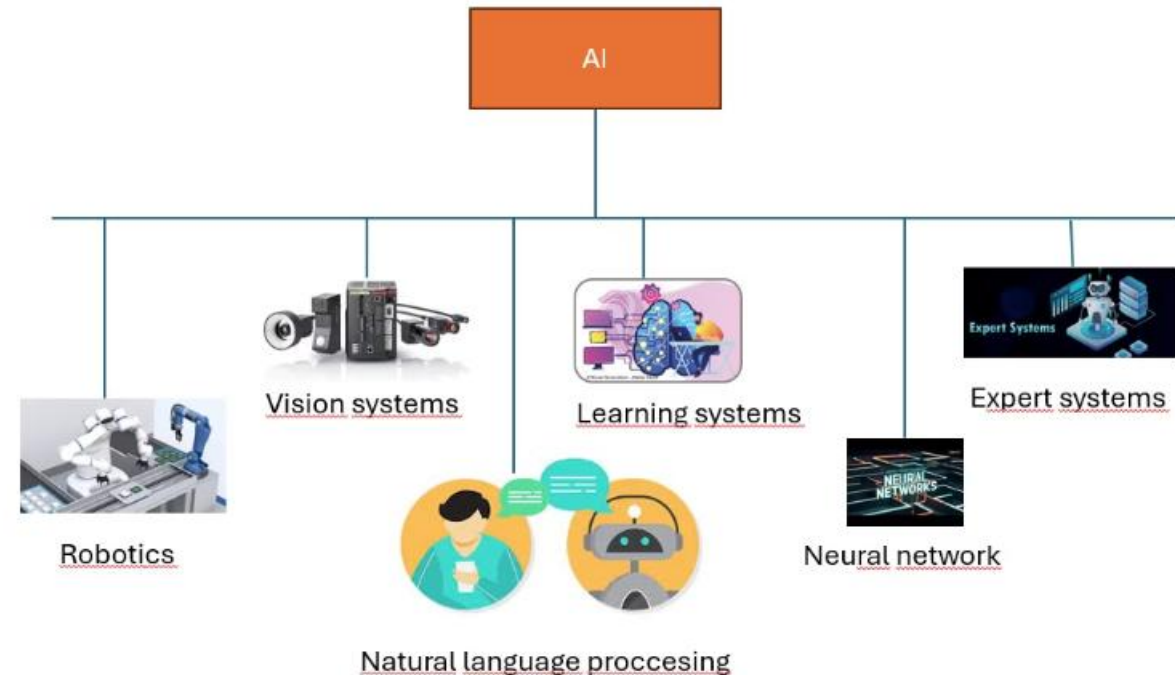 AI
Vision systems
Learning systems
Expert Systems
Expert systems
Robotics
NEURAL NETWORKS
Neural network
Natural language proccesing